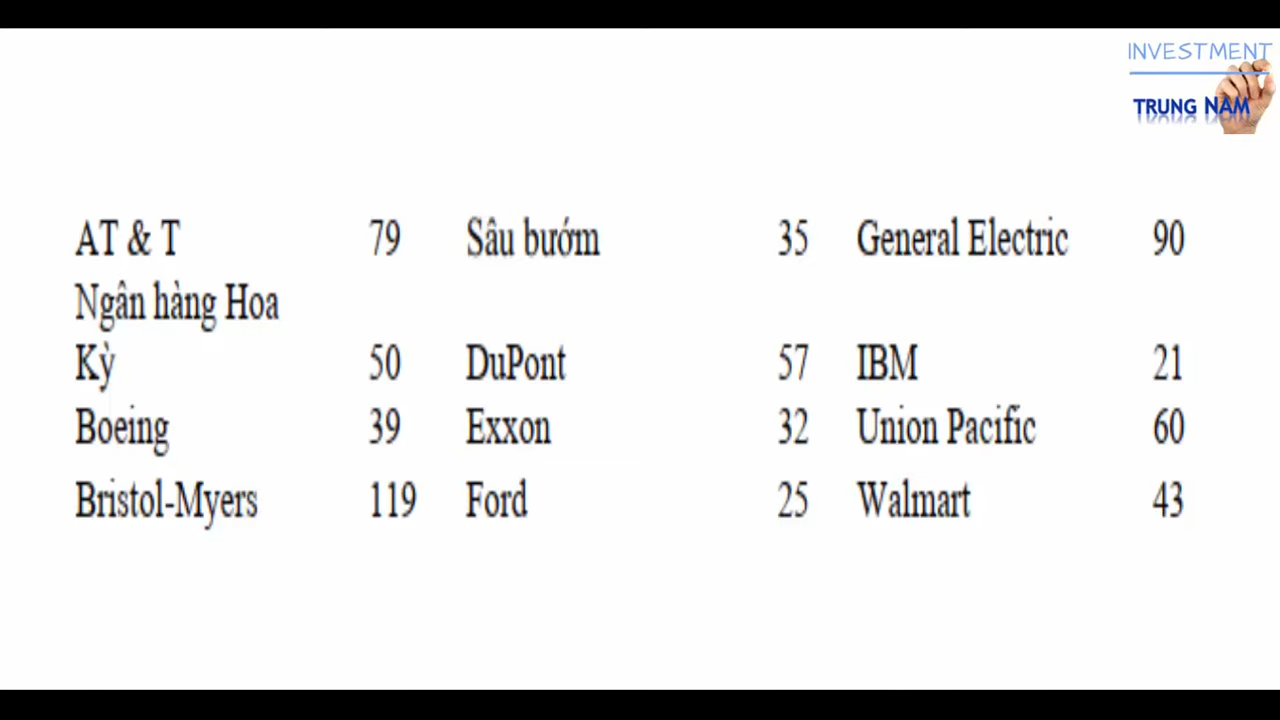 INVESTMENT
TRUNG NAM
AT & T 79 Sâu bướm 35 General Electric 90
Ngân hàng Hoa
Kỳ 50 DuPont 57 IBM 21
Boeing 39 Exxon 32 Union Pacific 60
Bristol-Myers 119 Ford 25 Walmart 43